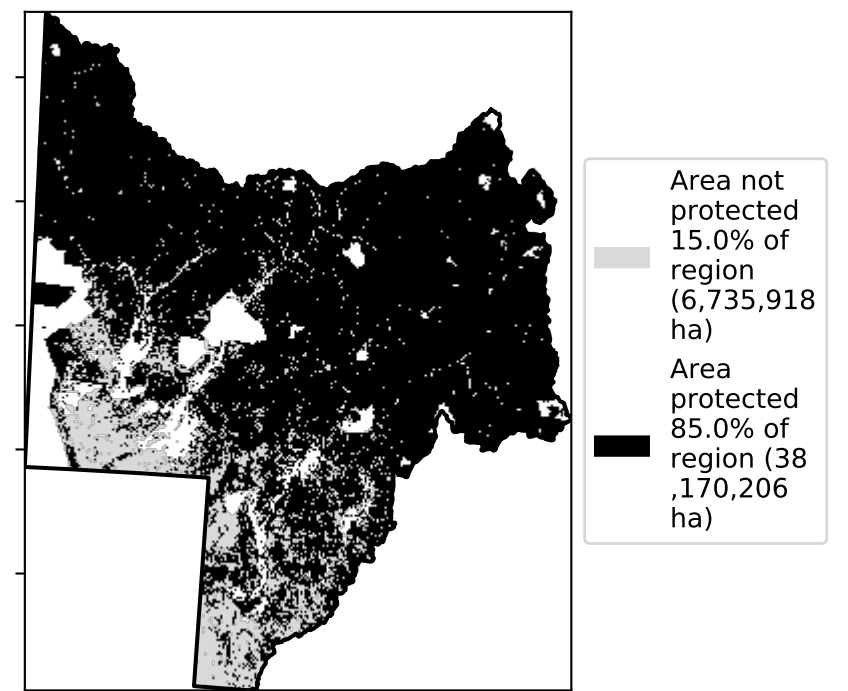 Area not
protected
15.0% of
region
(6,735,918
ha)
Area
protected
85.0% of
region (38
,170,206
ha)